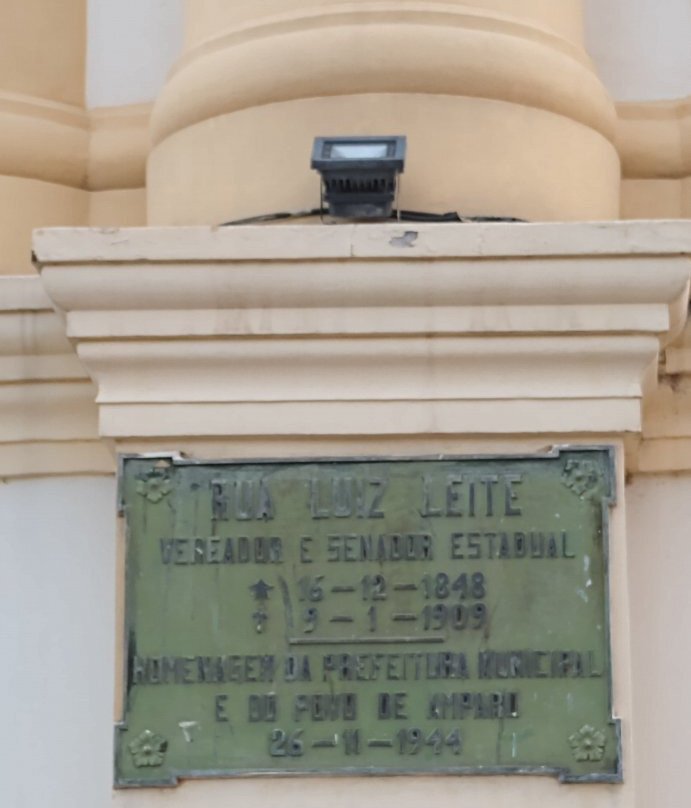 RUA LUIZ LEITE
VEREADOR E SENADOR ESTADUAL
★ 16-12-1848
✝ 9-1-1909
HOMENAGEM DA PREFEITURA MUNICIPAL
E DO POVO DE AMPARO
26-11-1944